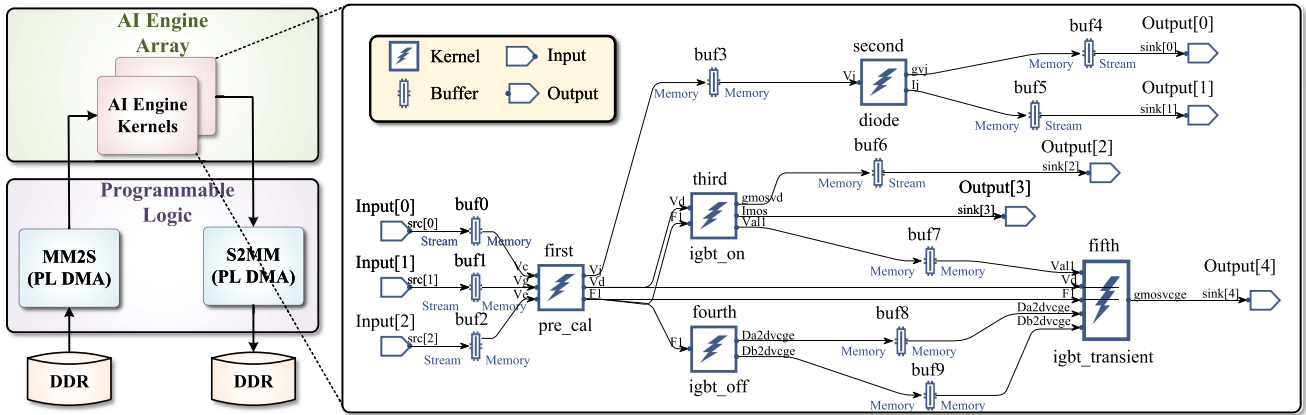 AI Engine
Array
AI Engine
Kernels
Programmable
Logic
MM2S
(PL DMA)
S2MM
(PL DMA)
DDR
DDR
Kernel
Input
Buffer
Output
Input[0]
src[0]
Stream
buf0
Memory
Input[1]
src[1]
Stream
buf1
Memory
Input[2]
src[2]
Stream
buf2
Memory
first
Vc
Vg
Ve
Vj
Vd
F1
pre_cal
buf3
Memory
Memory
second
Vj
gvj
Ij
diode
buf4
Memory
Stream
sink[0]
Output[0]
buf5
Memory
Stream
sink[1]
Output[1]
third
Vd
F1
gmosvd
Imos
Val1
igbt_on
buf6
Memory
Stream
sink[2]
Output[2]
sink[3]
Output[3]
buf7
Memory
Memory
fourth
F1
Da2dvcge
Db2dvcge
igbt_off
buf8
Memory
Memory
buf9
Memory
Memory
fifth
Val1
Vd
F
Da2dvcge
Db2dvcge
gmosvcge
igbt_transient
sink[4]
Output[4]